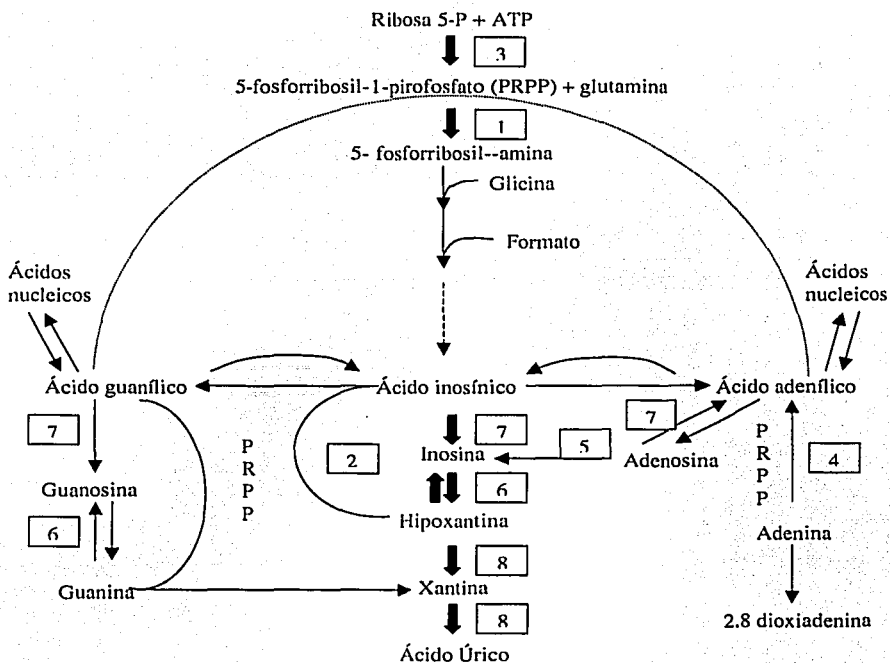 Ribosa 5-P + ATP
3
5-fosforribosil-1-pirofosfato (PRPP) + glutamina
1
5- fosforribosil--amina
Glicina
Formato
Ácidos
nucleicos
Ácidos
nucleicos
Ácido guanílico
Ácido inosínico
Ácido adenílico
7
P
R
P
P
2
7
5
7
P
R
P
P
4
Inosina
Adenosina
Guanosina
6
6
Hipoxantina
Adenina
8
Guanina
Xantina
8
2.8 dioxiadenina
Ácido Úrico